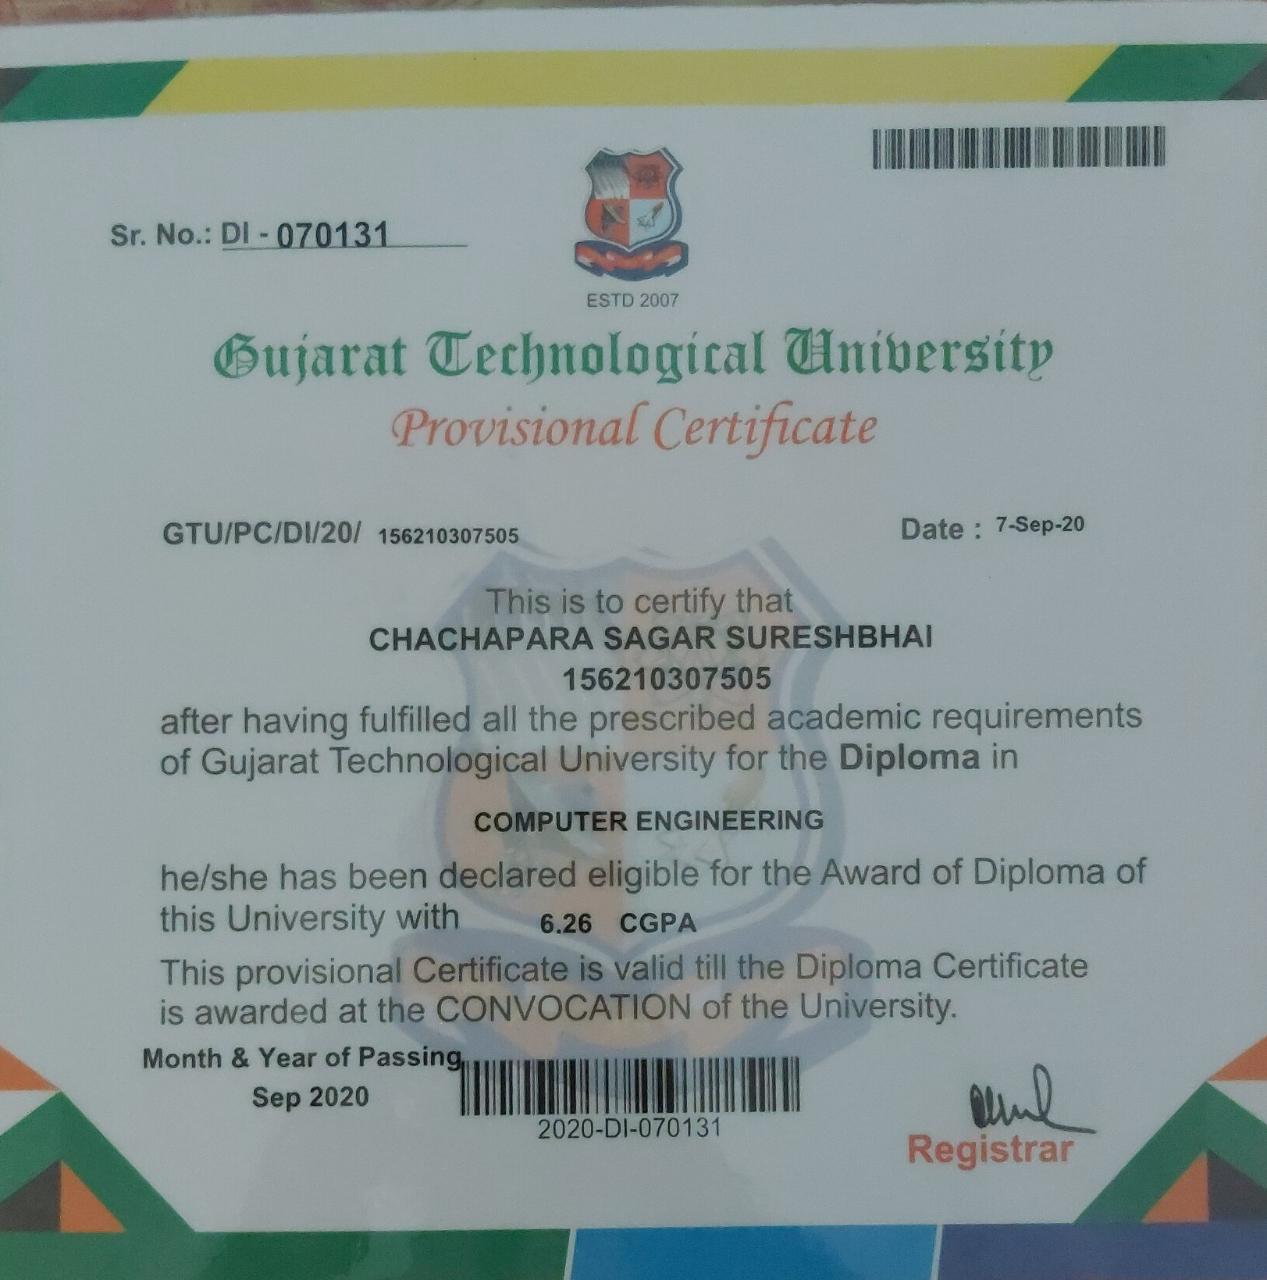 Sr. No.: DI - 070131
ESTD 2007
Gujarat Technological University
Provisional Certificate
GTU/PC/DI/20/ 156210307505
Date : 7-Sep-20
This is to certify that
CHACHAPARA SAGAR SURESHBHAI
156210307505
after having fulfilled all the prescribed academic requirements
of Gujarat Technological University for the Diploma in
COMPUTER ENGINEERING
he/she has been declared eligible for the Award of Diploma of
this University with 6.26 CGPA
This provisional Certificate is valid till the Diploma Certificate
is awarded at the CONVOCATION of the University.
Month & Year of Passing
Sep 2020
2020-DI-070131
Registrar